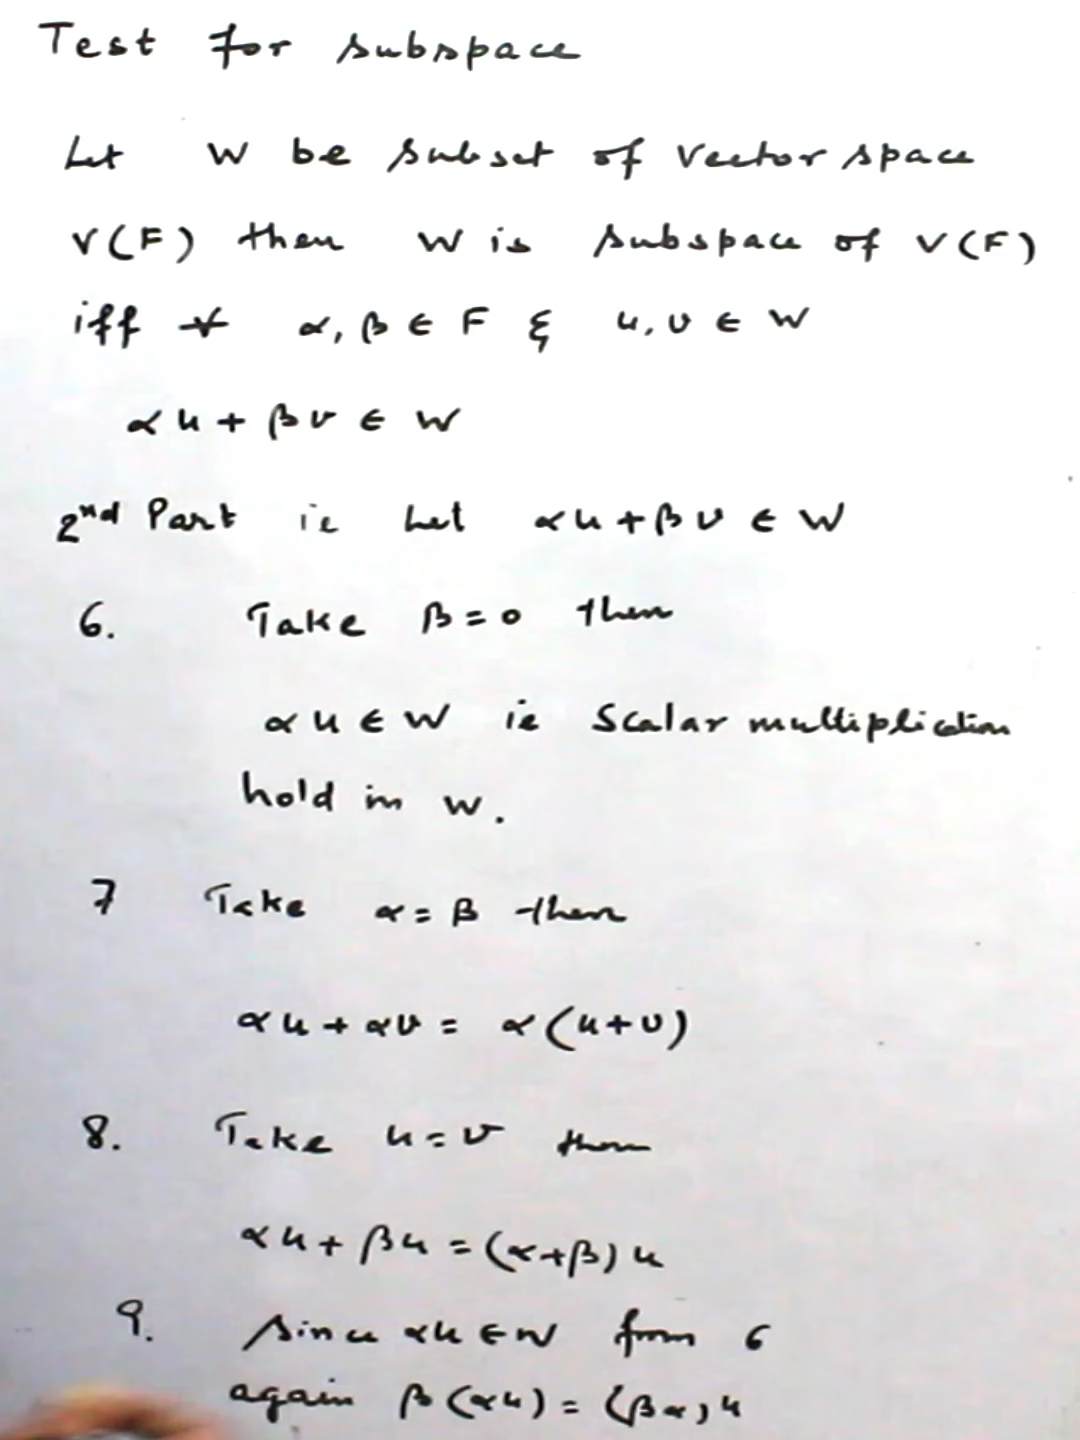 Test for subspace
Let W be subset of vector space
V(F) then W is subspace of V(F)
iff ∀ α, β ∈ F & u, v ∈ W
αu + βv ∈ W
2nd Part ie Let αu + βv ∈ W
6. Take β = 0 then
αu ∈ W ie Scalar multiplication
hold in W.
7 Take α = β then
αu + αv = α(u+v)
8. Take u = v then
αu + βu = (α+β)u
9. Since αu ∈ W from 6
again β(αu) = (βα)u